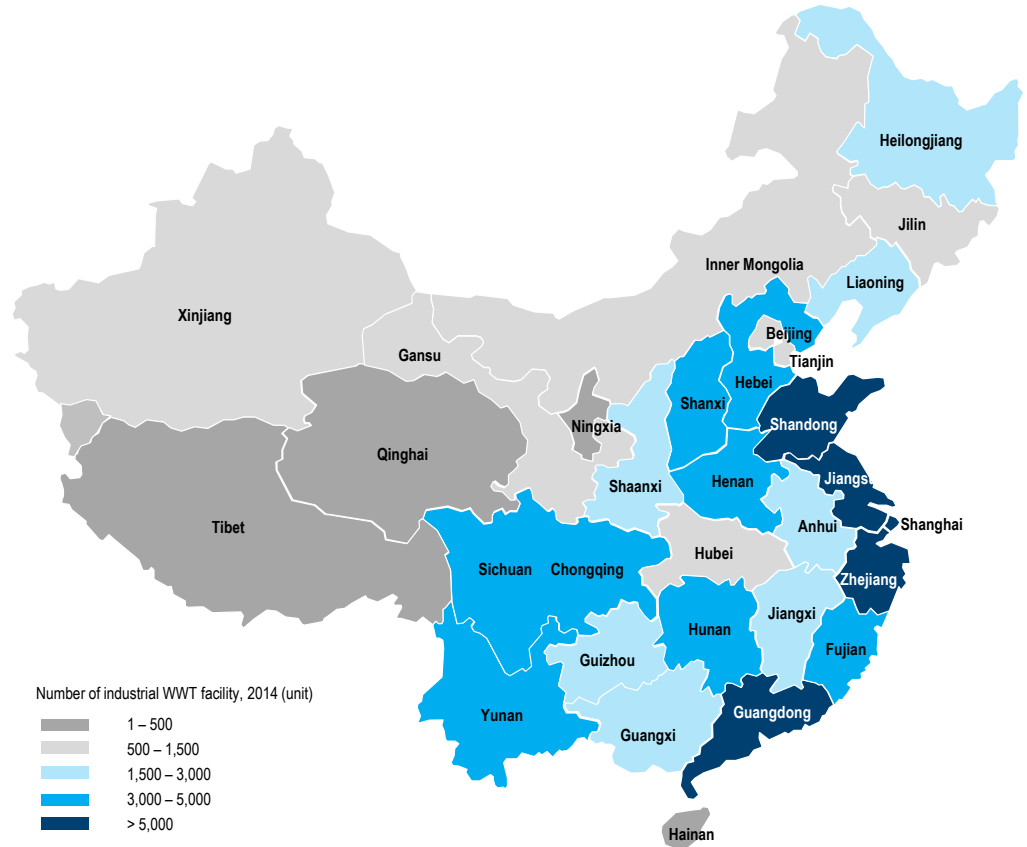 Heilongjiang
Jilin
Inner Mongolia
Liaoning
Xinjiang
Beijing
Gansu
Tianjin
Hebei
Shanxi
Ningxia
Shandong
Qinghai
Henan
Jiangsu
Shaanxi
Tibet
Anhui
Shanghai
Hubei
Sichuan
Chongqing
Zhejiang
Jiangxi
Hunan
Fujian
Guizhou
Yunan
Guangdong
Guangxi
Hainan
Number of industrial WWT facility, 2014 (unit)
1 – 500
500 – 1,500
1,500 – 3,000
3,000 – 5,000
> 5,000